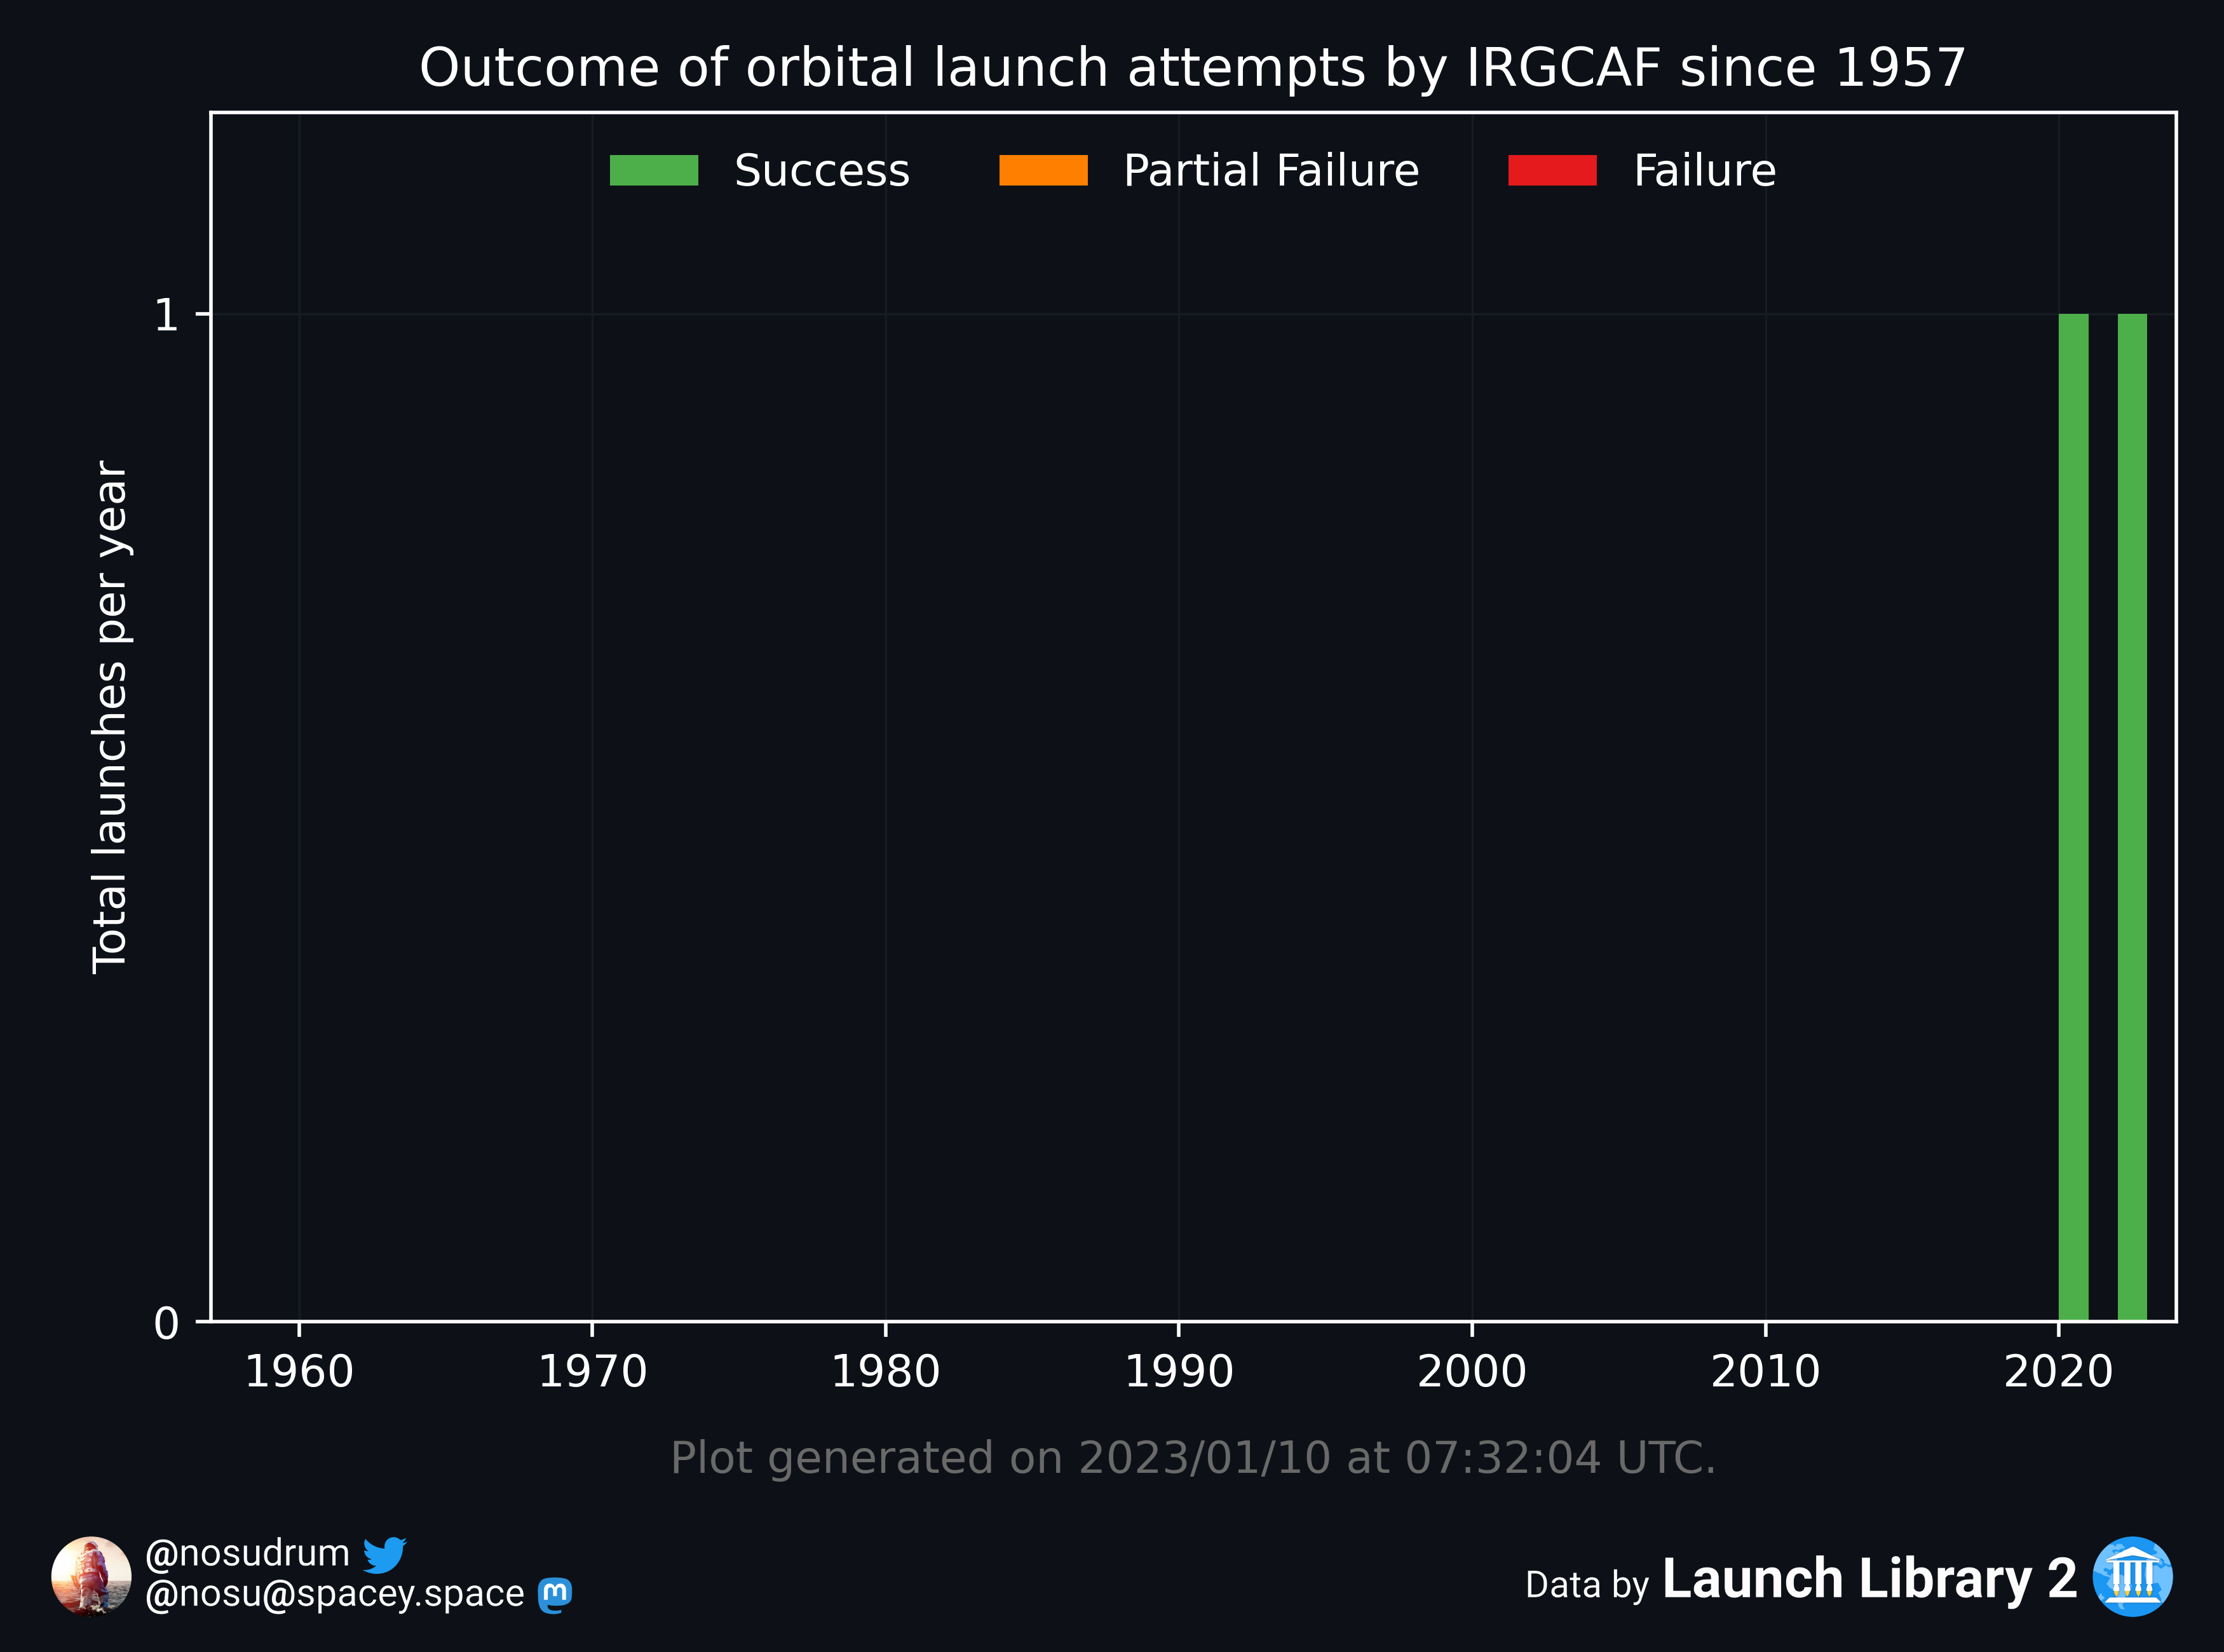 Outcome of orbital launch attempts by IRGCAF since 1957
Success Partial Failure Failure
Total launches per year
1
0
1960 1970 1980 1990 2000 2010 2020
Plot generated on 2023/01/10 at 07:32:04 UTC.
@nosudrum
@nosu@spacey.space
Data by Launch Library 2